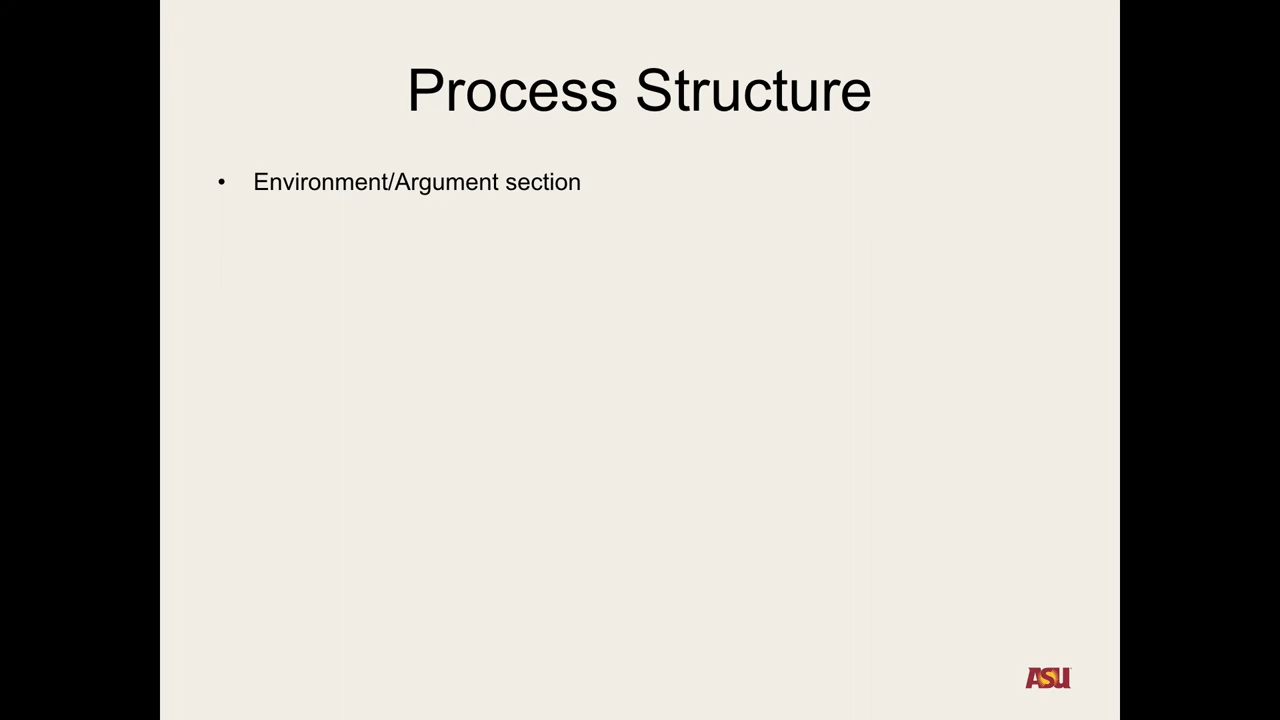 Process Structure
• Environment/Argument section
ASU